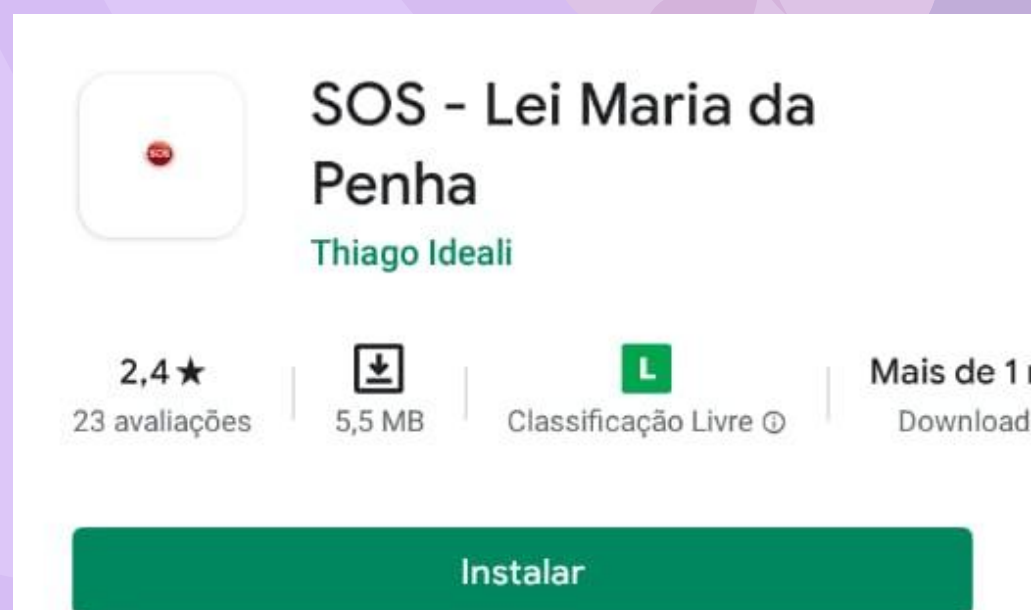 SOS - Lei Maria da
Penha
SOS
Thiago Ideali
2,4★
23 avaliações
5,5 MB
L
Classificação Livre
Mais de 1
Download
Instalar